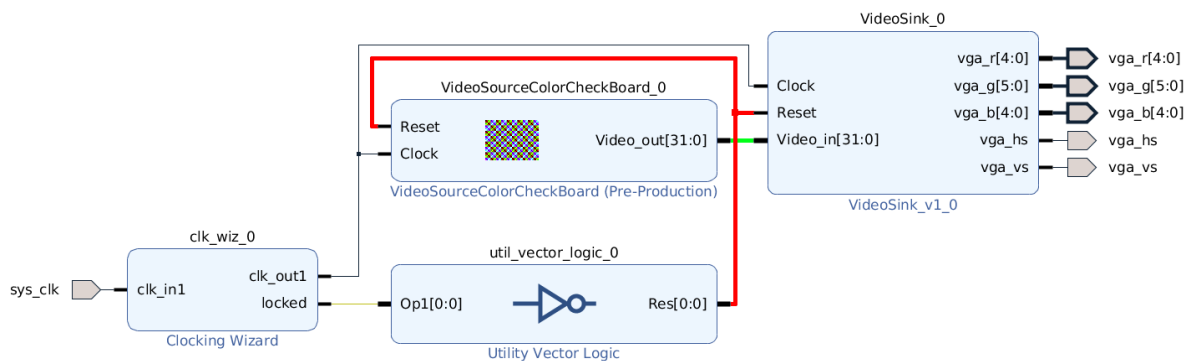 VideoSink_0
vga_r[4:0] vga_r[4:0]
VideoSourceColorCheckBoard_0
Clock
vga_g[5:0] vga_g[5:0]
Reset
vga_b[4:0] vga_b[4:0]
Reset
Video_out[31:0]
Video_in[31:0]
vga_hs vga_hs
Clock
vga_vs vga_vs
VideoSourceColorCheckBoard (Pre-Production)
VideoSink_v1_0
clk_wiz_0
util_vector_logic_0
sys_clk
clk_in1
clk_out1
locked
Op1[0:0]
Res[0:0]
Clocking Wizard
Utility Vector Logic